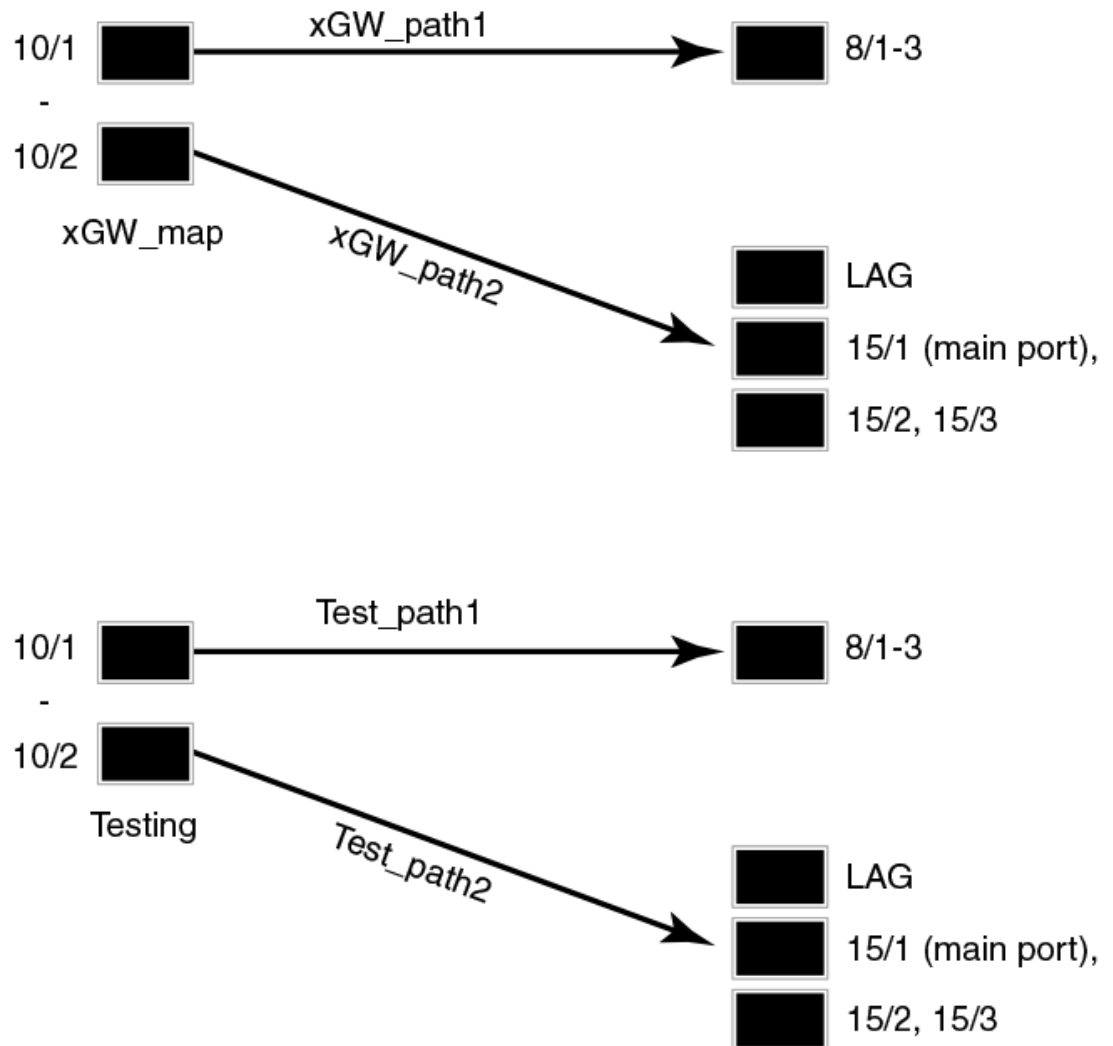 10/1
xGW_path1
8/1-3
-
10/2
xGW_map
xGW_path2
LAG
15/1 (main port),
15/2, 15/3
10/1
Test_path1
8/1-3
-
10/2
Testing
Test_path2
LAG
15/1 (main port),
15/2, 15/3